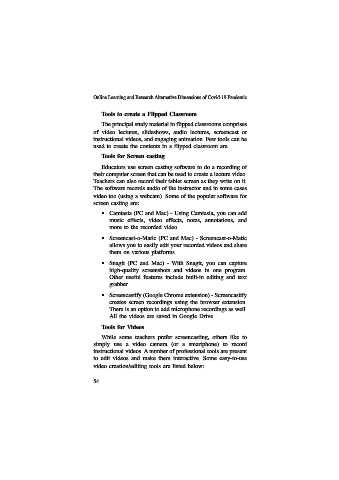 Online Learning and Research Alternative Dimensions of Covid-19 Pandemic
Tools to create a Flipped Classroom
The principal study material in flipped classrooms comprises
of video lectures, slideshows, audio lectures, screencast or
instructional videos, and engaging animation. Few tools can be
used to create the contents in a flipped classroom are
Tools for Screen casting
Educators use screen casting software to do a recording of
their computer screen that can be used to create a lecture video.
Teachers can also record their tablet screen as they write on it.
The software records audio of the instructor and in some cases
video too (using a webcam). Some of the popular software for
screen casting are:
• Camtasia (PC and Mac) - Using Camtasia, you can add
music effects, video effects, notes, annotations, and
more to the recorded video.
• Screencast-o-Matic (PC and Mac) - Screencast-o-Matic
allows you to easily edit your recorded videos and share
them on various platforms.
• Snagit (PC and Mac) - With Snagit, you can capture
high-quality screenshots and videos in one program.
Other useful features include built-in editing and text
grabber.
• Screencastify (Google Chrome extension) - Screencastify
creates screen recordings using the browser extension.
There is an option to add microphone recordings as well.
All the videos are saved in Google Drive.
Tools for Videos
While some teachers prefer screencasting, others like to
simply use a video camera (or a smartphone) to record
instructional videos. A number of professional tools are present
to edit videos and make them interactive. Some easy-to-use
video creation/editing tools are listed below: